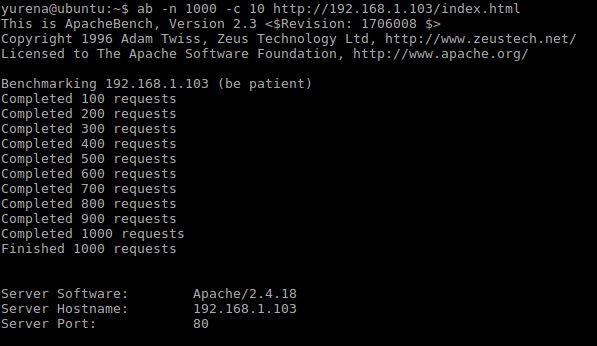 yurena@ubuntu:~$ ab -n 1000 -c 10 http://192.168.1.103/index.html
This is ApacheBench, Version 2.3 <$Revision: 1706008 $>
Copyright 1996 Adam Twiss, Zeus Technology Ltd, http://www.zeustech.net/
Licensed to The Apache Software Foundation, http://www.apache.org/
Benchmarking 192.168.1.103 (be patient)
Completed 100 requests
Completed 200 requests
Completed 300 requests
Completed 400 requests
Completed 500 requests
Completed 600 requests
Completed 700 requests
Completed 800 requests
Completed 900 requests
Completed 1000 requests
Finished 1000 requests
Server Software: Apache/2.4.18
Server Hostname: 192.168.1.103
Server Port: 80